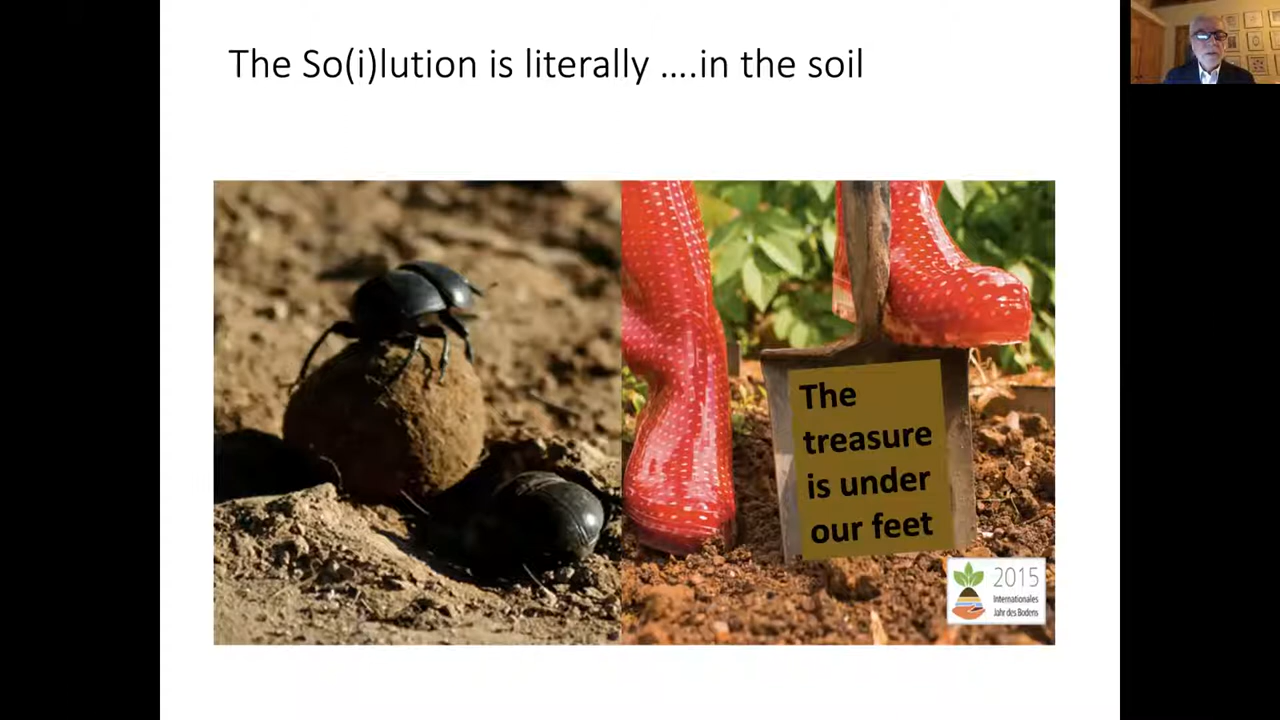 The So(i)lution is literally ....in the soil
The
treasure
is under
our feet
2015
Internationales
Jahr des Bodens